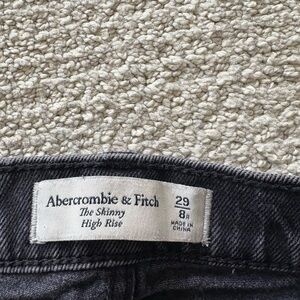 Abercrombie & Fitch
The Skinny
High Rise
29
8R
MADE IN
CHINA